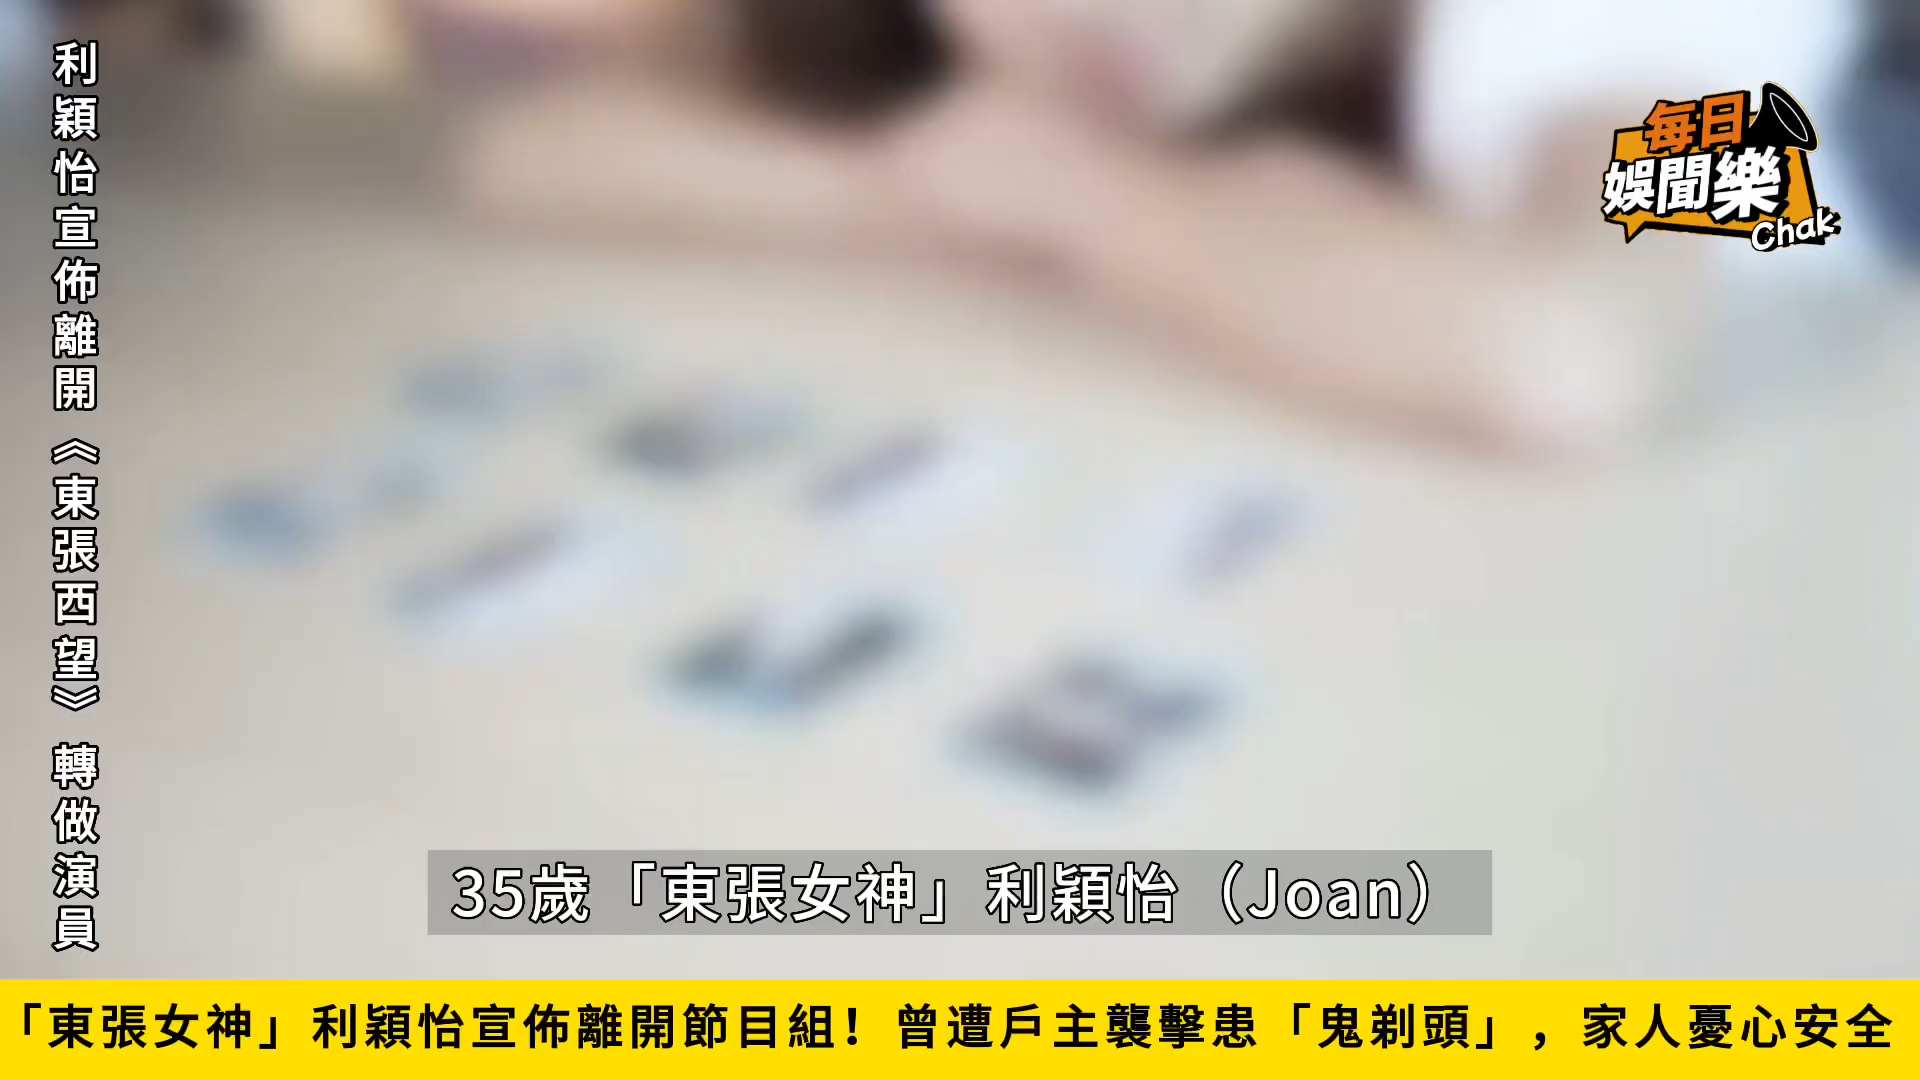 利穎怡宣佈離開《東張西望》 轉做演員
每日
娛聞樂
Chak
35歲「東張女神」利穎怡（Joan）
「東張女神」利穎怡宣佈離開節目組！曾遭戶主襲擊患「鬼剃頭」，家人憂心安全